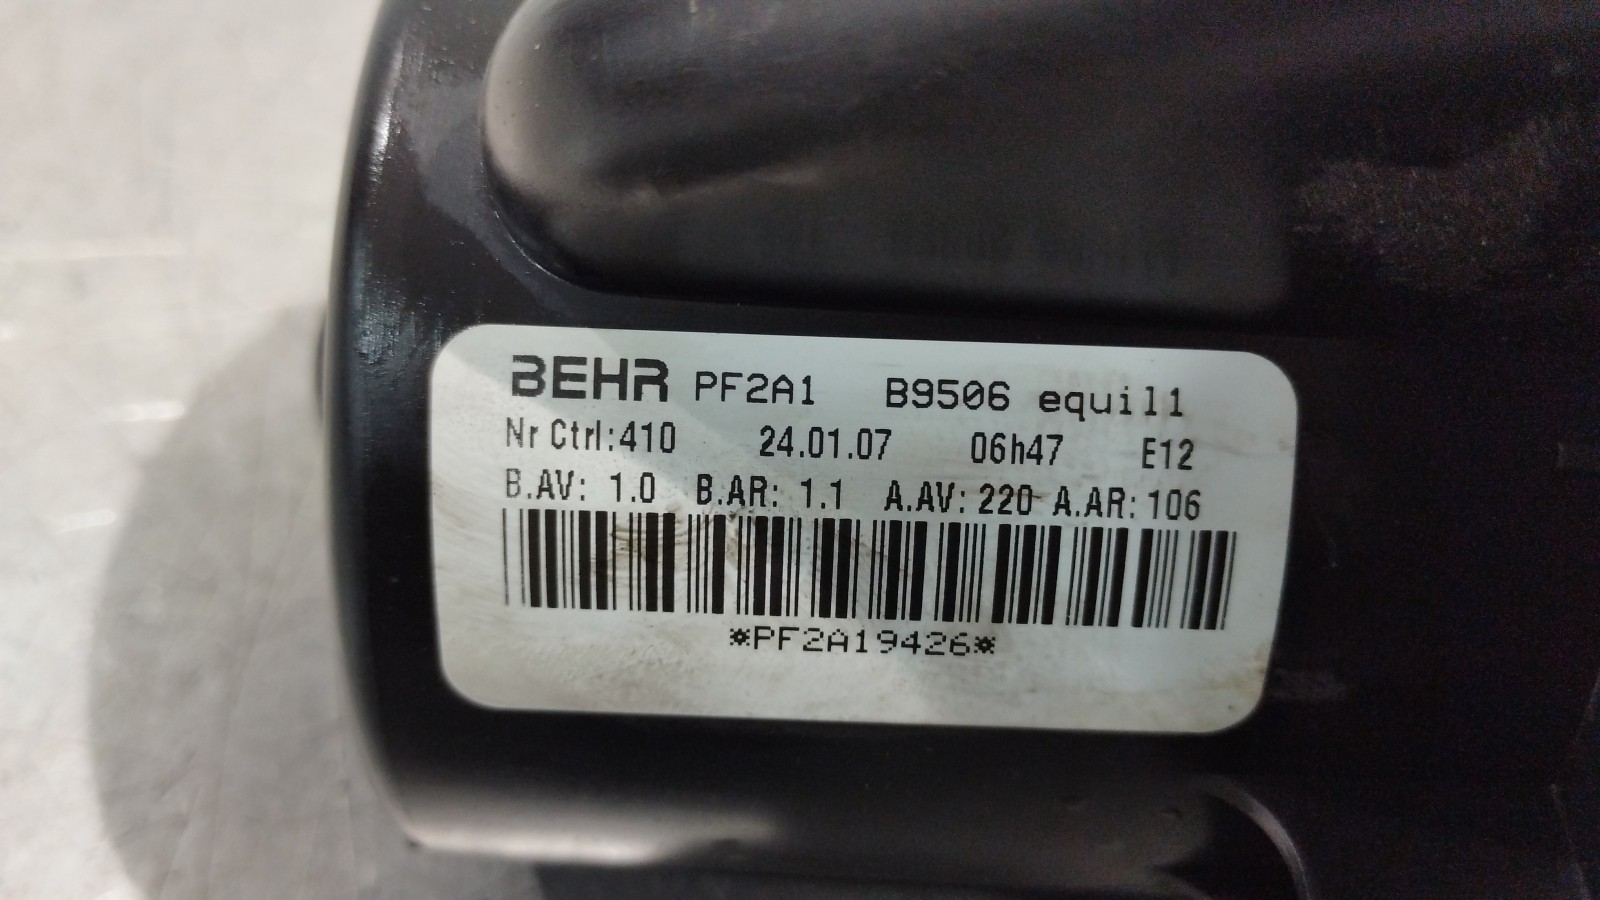 BEHR PF2A1 B9506 equil1
Nr Ctrl:410 24.01.07 06h47 E12
B.AV: 1.0 B.AR: 1.1 A.AV: 220 A.AR: 106
*PF2A19426*